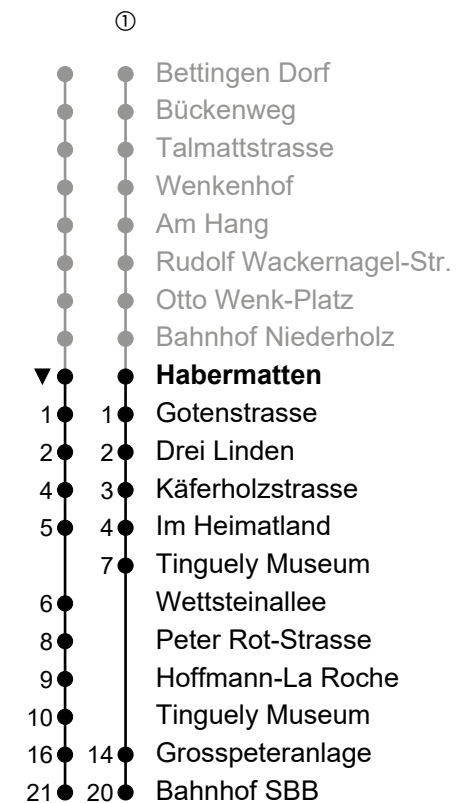 ①
Bettingen Dorf
Bückenweg
Talmattstrasse
Wenkenhof
Am Hang
Rudolf Wackernagel-Str.
Otto Wenk-Platz
Bahnhof Niederholz
▼ Habermatten
1 1 Gotenstrasse
2 2 Drei Linden
4 3 Käferholzstrasse
5 4 Im Heimatland
7 Tinguely Museum
6 Wettsteinallee
8 Peter Rot-Strasse
9 Hoffmann-La Roche
10 Tinguely Museum
16 14 Grosspeteranlage
21 20 Bahnhof SBB